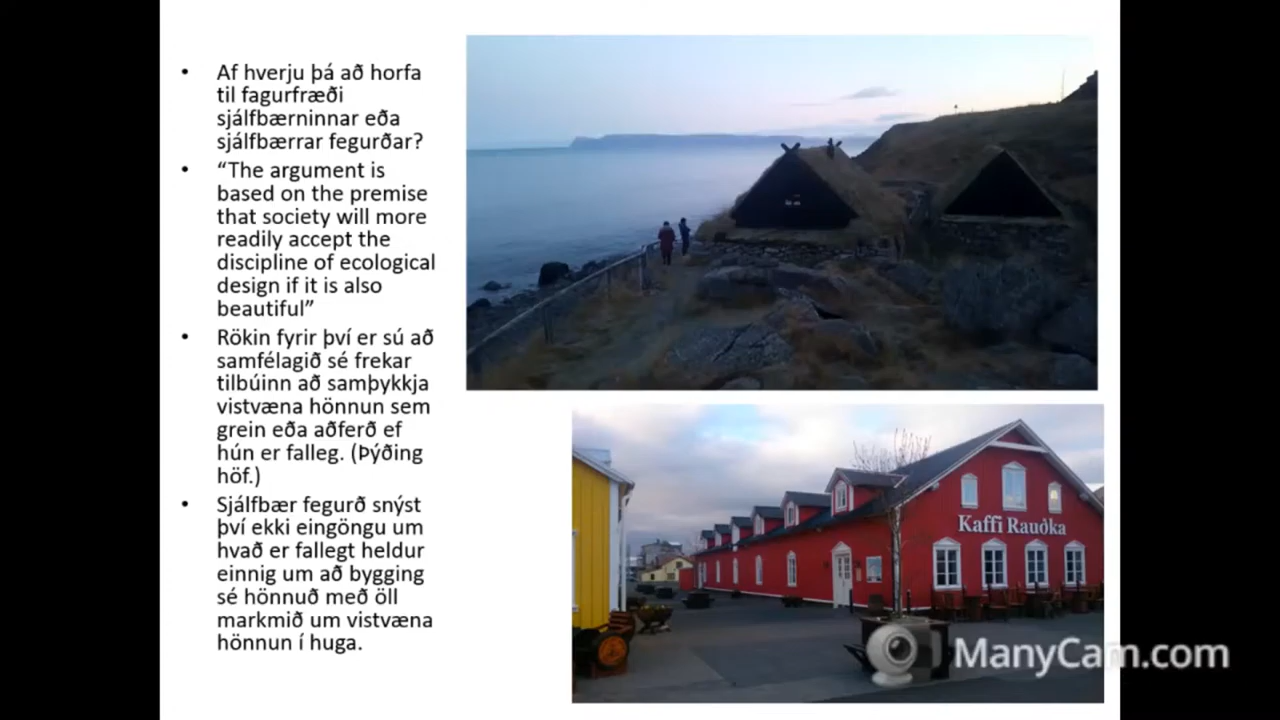 • Af hverju þá að horfa
til fagurfræði
sjálfbærninnar eða
sjálfbærrar fegurðar?
• “The argument is
based on the premise
that society will more
readily accept the
discipline of ecological
design if it is also
beautiful”
• Rökin fyrir því er sú að
samfélagið sé frekar
tilbúinn að samþykkja
vistvæna hönnun sem
grein eða aðferð ef
hún er falleg. (Þýðing
höf.)
• Sjálfbær fegurð snýst
því ekki eingöngu um
hvað er fallegt heldur
einnig um að bygging
sé hönnuð með öll
markmið um vistvæna
hönnun í huga.
Kaffi Rauðka
ManyCam.com